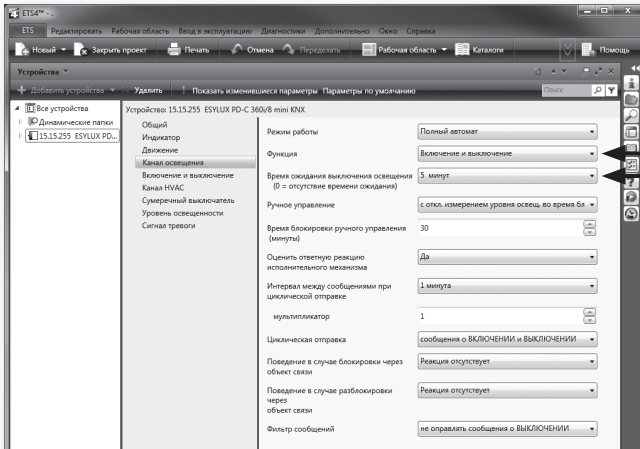 ETS4™ - .
ETS Редактировать Рабочая область Ввод в эксплуатацию Диагностики Дополнительно Окно Справка
Новый Закрыть проект Печать Отмена Переделать Рабочая область Каталоги Помощь
Устройства
Добавить устройства Удалить Показать изменившиеся параметры Параметры по умолчанию Поиск
Все устройства
Динамические папки
15.15.255 ESYLUX PD...
Устройство: 15.15.255 ESYLUX PD-C 360i/8 mini KNX
Общий
Индикатор
Движение
Канал освещения
Включение и выключение
Канал HVAC
Сумеречный выключатель
Уровень освещенности
Сигнал тревоги
Режим работы Полный автомат
Функция Включение и выключение
Время ожидания выключения освещения 5 минут
(0 = отсутствие времени ожидания)
Ручное управление с откл. измерением уровня освещ. во время бл
Время блокировки ручного управления 30
(минуты)
Оценить ответную реакцию Да
исполнительного механизма
Интервал между сообщениями при 1 минута
циклической отправке
мультипликатор 1
Циклическая отправка сообщения о ВКЛЮЧЕНИИ и ВЫКЛЮЧЕНИИ
Поведение в случае блокировки через Реакция отсутствует
объект связи
Поведение в случае разблокировки Реакция отсутствует
через
объект связи
Фильтр сообщений не оправлять сообщения о ВЫКЛЮЧЕНИИ